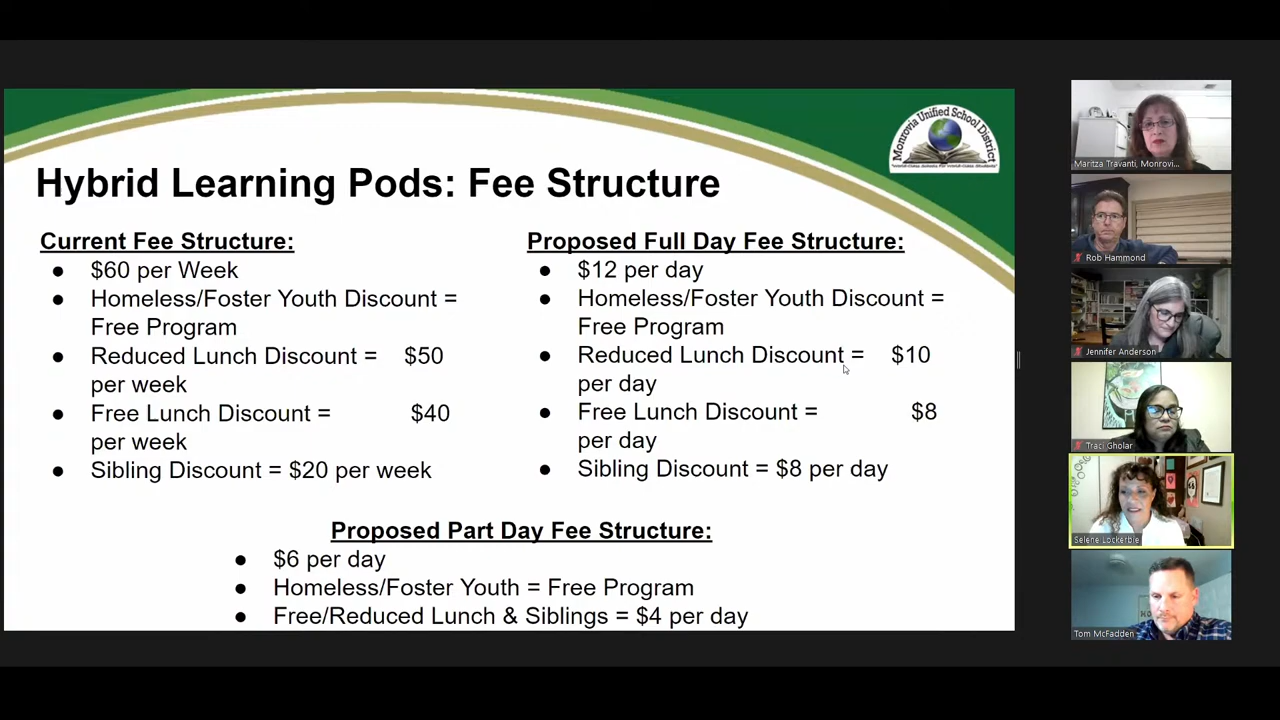 Monrovia Unified School District
Hybrid Learning Pods: Fee Structure
Current Fee Structure:
● $60 per Week
● Homeless/Foster Youth Discount =
Free Program
● Reduced Lunch Discount = $50
per week
● Free Lunch Discount = $40
per week
● Sibling Discount = $20 per week
Proposed Full Day Fee Structure:
● $12 per day
● Homeless/Foster Youth Discount =
Free Program
● Reduced Lunch Discount = $10
per day
● Free Lunch Discount = $8
per day
● Sibling Discount = $8 per day
Proposed Part Day Fee Structure:
● $6 per day
● Homeless/Foster Youth = Free Program
● Free/Reduced Lunch & Siblings = $4 per day
Maritza Travanti, Monrovi...
Rob Hammond
Jennifer Anderson
Traci Gholar
Selene Lockerbie
Tom McFadden